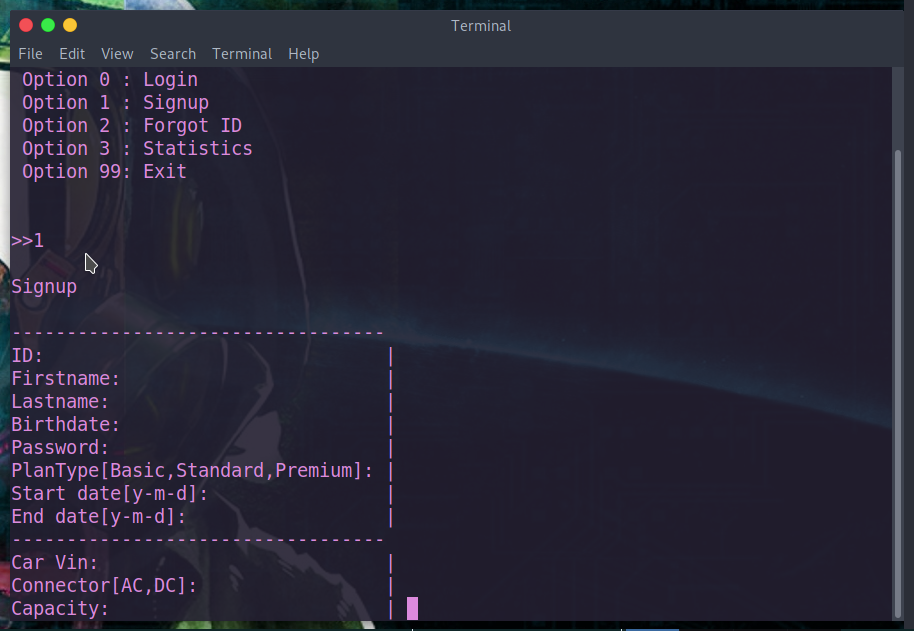 Terminal
File Edit View Search Terminal Help
Option 0 : Login
Option 1 : Signup
Option 2 : Forgot ID
Option 3 : Statistics
Option 99: Exit
>>1
Signup
----------------------------------
ID: |
Firstname: |
Lastname: |
Birthdate: |
Password: |
PlanType[Basic,Standard,Premium]: |
Start date[y-m-d]: |
End date[y-m-d]: |
----------------------------------
Car Vin: |
Connector[AC,DC]: |
Capacity: |